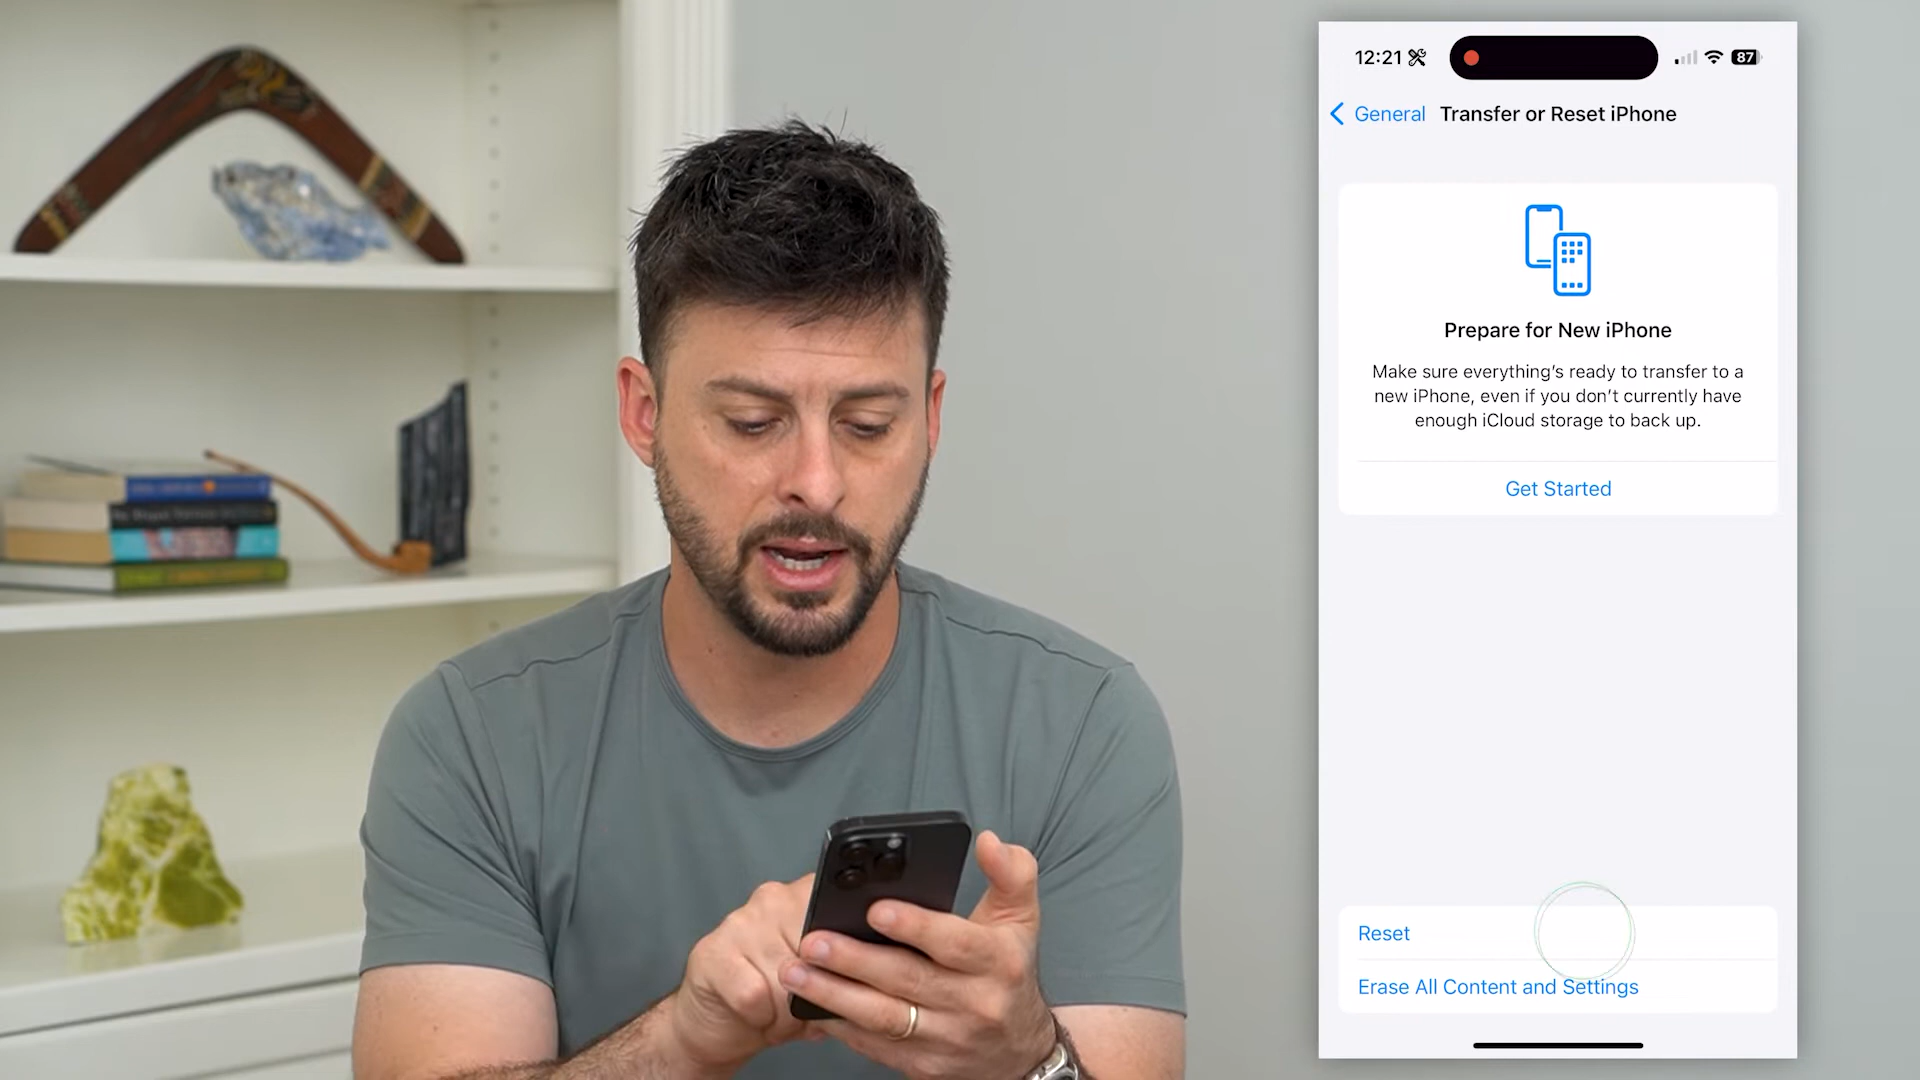 12:21
87
General
Transfer or Reset iPhone
Prepare for New iPhone
Make sure everything's ready to transfer to a
new iPhone, even if you don't currently have
enough iCloud storage to back up.
Get Started
Reset
Erase All Content and Settings